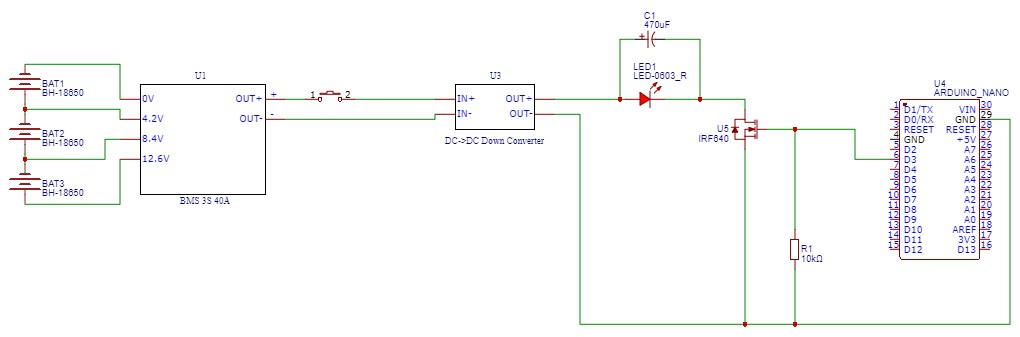 C1
470uF
LED1
LED-0603_R
U1
U3
U4
ARDUINO_NANO
BAT1
BH-18650
BAT2
BH-18650
BAT3
BH-18650
0V
4.2V
8.4V
12.6V
OUT+
OUT-
+
-
BMS 3S 40A
1 2
IN+
IN-
OUT+
OUT-
DC->DC Down Converter
U5
IRF640
R1
10kΩ
1 D1/TX VIN 30
2 D0/RX GND 29
3 RESET RESET 28
4 GND +5V 27
5 D2 A7 26
6 D3 A6 25
7 D4 A5 24
8 D5 A4 23
9 D6 A3 22
10 D7 A2 21
11 D8 A1 20
12 D9 A0 19
13 D10 AREF 18
14 D11 3V3 17
15 D12 D13 16